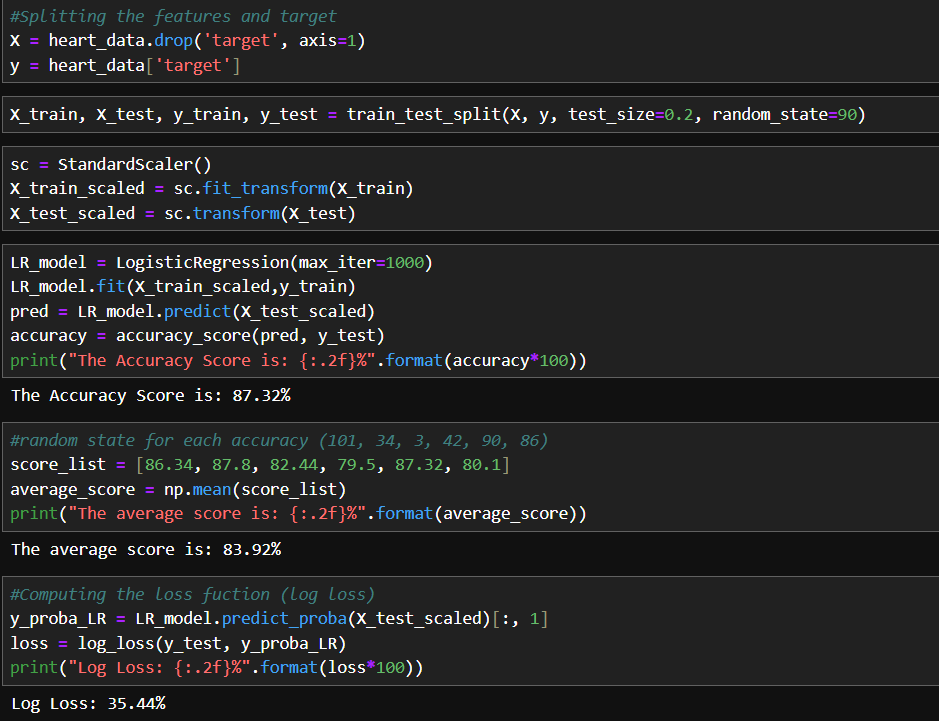 #Splitting the features and target
X = heart_data.drop('target', axis=1)
y = heart_data['target']
X_train, X_test, y_train, y_test = train_test_split(X, y, test_size=0.2, random_state=90)
sc = StandardScaler()
X_train_scaled = sc.fit_transform(X_train)
X_test_scaled = sc.transform(X_test)
LR_model = LogisticRegression(max_iter=1000)
LR_model.fit(X_train_scaled,y_train)
pred = LR_model.predict(X_test_scaled)
accuracy = accuracy_score(pred, y_test)
print("The Accuracy Score is: {:.2f}%".format(accuracy*100))
The Accuracy Score is: 87.32%
#random state for each accuracy (101, 34, 3, 42, 90, 86)
score_list = [86.34, 87.8, 82.44, 79.5, 87.32, 80.1]
average_score = np.mean(score_list)
print("The average score is: {:.2f}%".format(average_score))
The average score is: 83.92%
#Computing the loss fuction (log loss)
y_proba_LR = LR_model.predict_proba(X_test_scaled)[:, 1]
loss = log_loss(y_test, y_proba_LR)
print("Log Loss: {:.2f}%".format(loss*100))
Log Loss: 35.44%